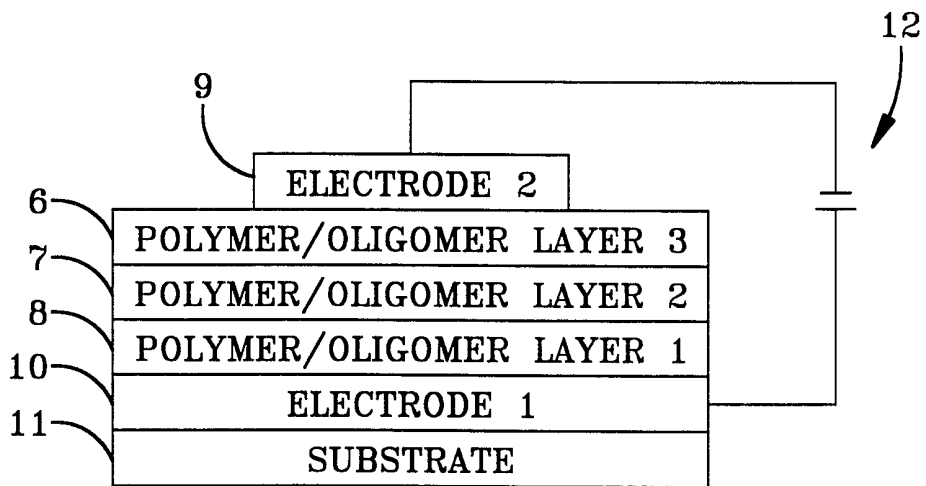 12
9
ELECTRODE 2
6
POLYMER/OLIGOMER LAYER 3
7
POLYMER/OLIGOMER LAYER 2
8
POLYMER/OLIGOMER LAYER 1
10
ELECTRODE 1
11
SUBSTRATE